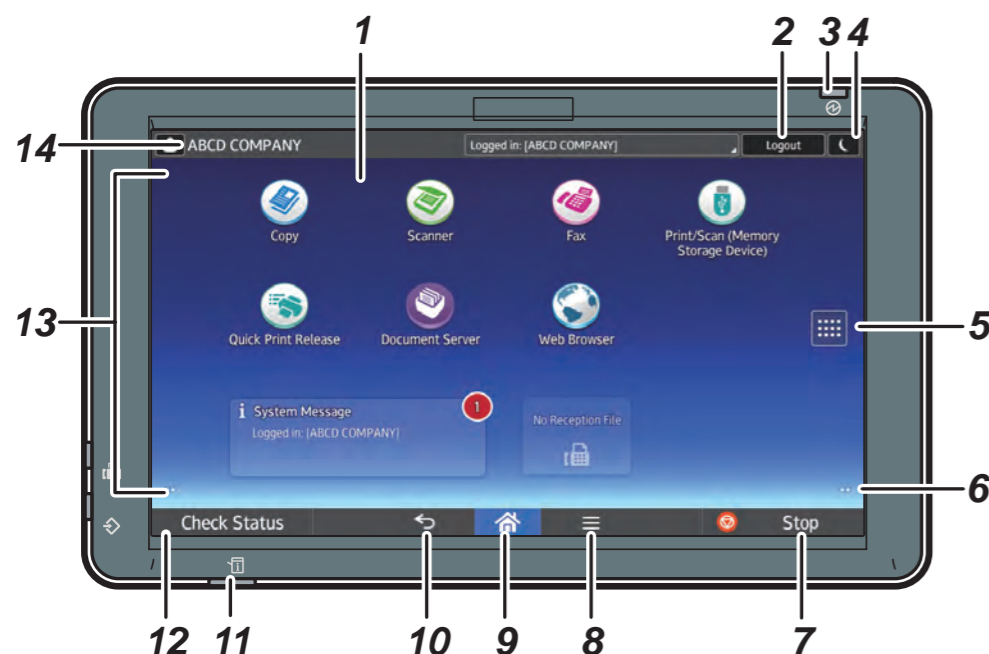 1
2
3
4
14
ABCD COMPANY
Logged in: [ABCD COMPANY]
Logout
Copy
Scanner
Fax
Print/Scan (Memory
Storage Device)
13
5
Quick Print Release
Document Server
Web Browser
i System Message
1
Logged in: [ABCD COMPANY]
No Reception File
6
Check Status
Stop
12
11
10
9
8
7